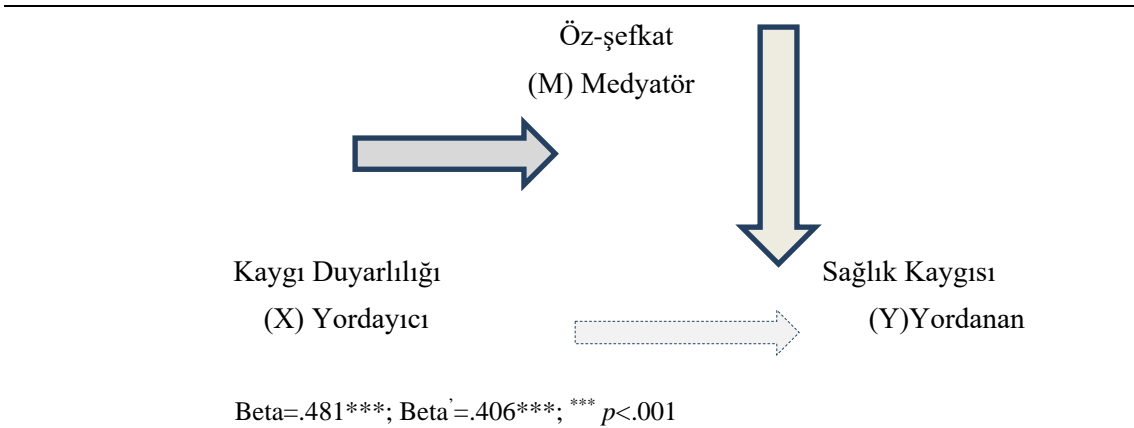 Öz-şefkat
(M) Medyatör
Kaygı Duyarlılığı
Sağlık Kaygısı
(X) Yordayıcı
(Y)Yordanan
Beta=.481***; Beta’=.406***; *** p<.001